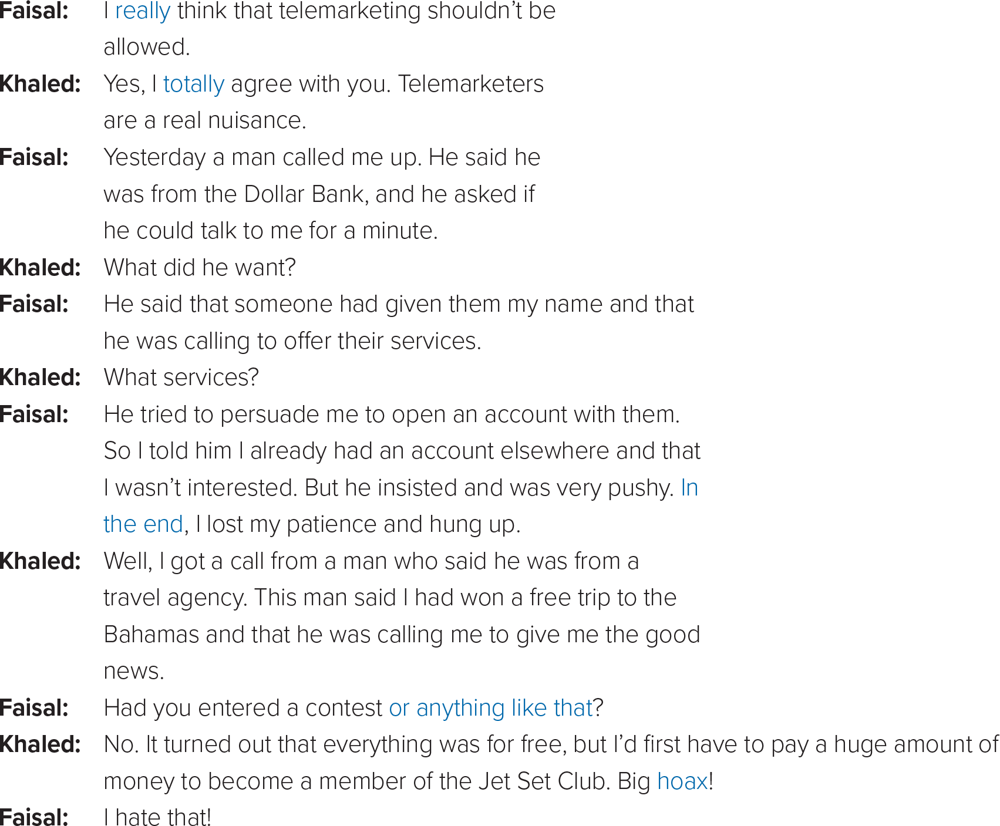 Faisal: I really think that telemarketing shouldn’t be
allowed.
Khaled: Yes, I totally agree with you. Telemarketers
are a real nuisance.
Faisal: Yesterday a man called me up. He said he
was from the Dollar Bank, and he asked if
he could talk to me for a minute.
Khaled: What did he want?
Faisal: He said that someone had given them my name and that
he was calling to offer their services.
Khaled: What services?
Faisal: He tried to persuade me to open an account with them.
So I told him I already had an account elsewhere and that
I wasn’t interested. But he insisted and was very pushy. In
the end, I lost my patience and hung up.
Khaled: Well, I got a call from a man who said he was from a
travel agency. This man said I had won a free trip to the
Bahamas and that he was calling me to give me the good
news.
Faisal: Had you entered a contest or anything like that?
Khaled: No. It turned out that everything was for free, but I’d first have to pay a huge amount of
money to become a member of the Jet Set Club. Big hoax!
Faisal: I hate that!